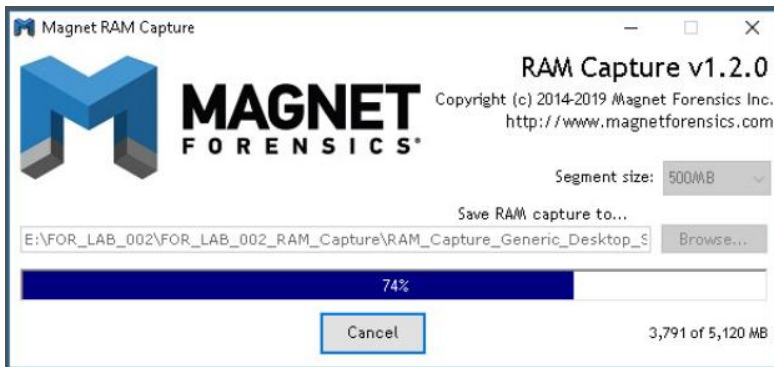 Magnet RAM Capture
MAGNET
FORENSICS®
RAM Capture v1.2.0
Copyright (c) 2014-2019 Magnet Forensics Inc.
http://www.magnetforensics.com
Segment size: 500MB
Save RAM capture to...
E:\FOR_LAB_002\FOR_LAB_002_RAM_Capture\RAM_Capture_Generic_Desktop_S Browse...
74%
Cancel 3,791 of 5,120 MB